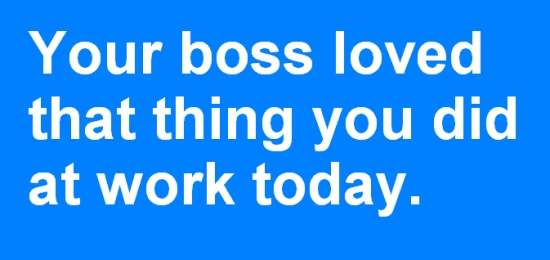 Your boss loved
that thing you did
at work today.